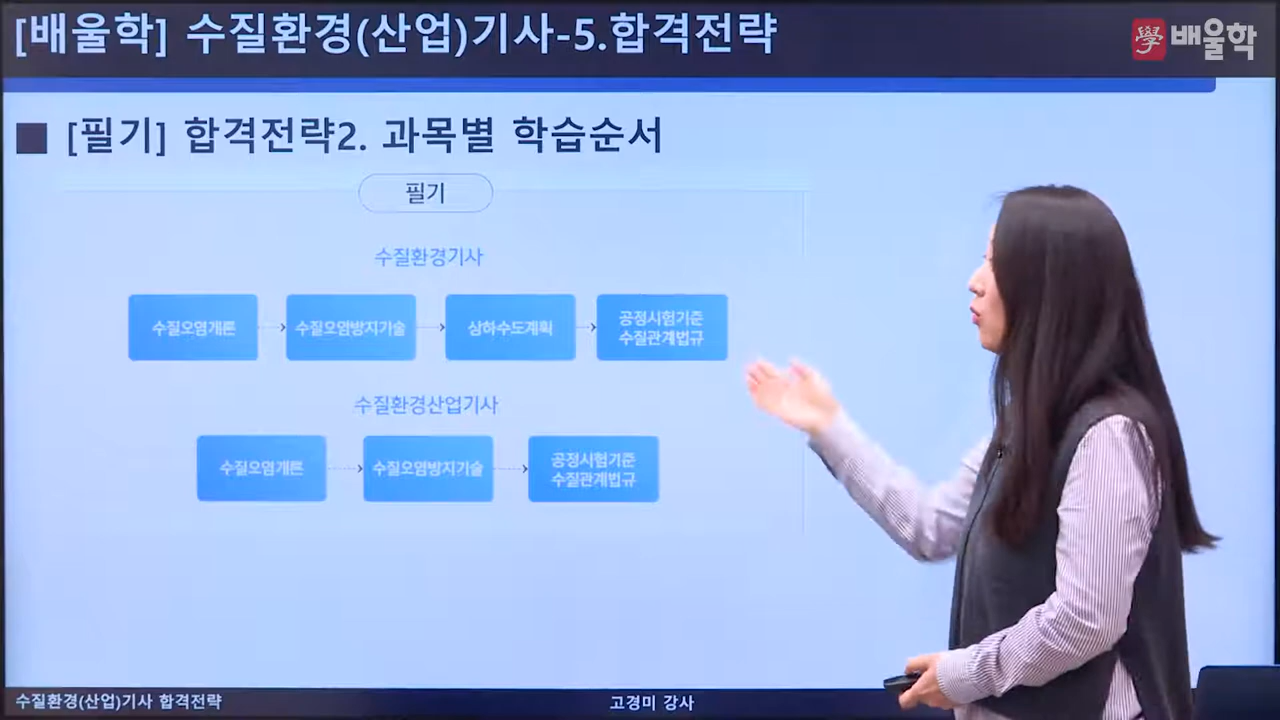 [배울학] 수질환경(산업)기사-5.합격전략
學 배울학
[필기] 합격전략2. 과목별 학습순서
필기
수질환경기사
수질오염개론
수질오염방지기술
상하수도계획
공정시험기준
수질관계법규
수질환경산업기사
수질오염개론
수질오염방지기술
공정시험기준
수질관계법규
수질환경(산업)기사 합격전략
고경미 강사